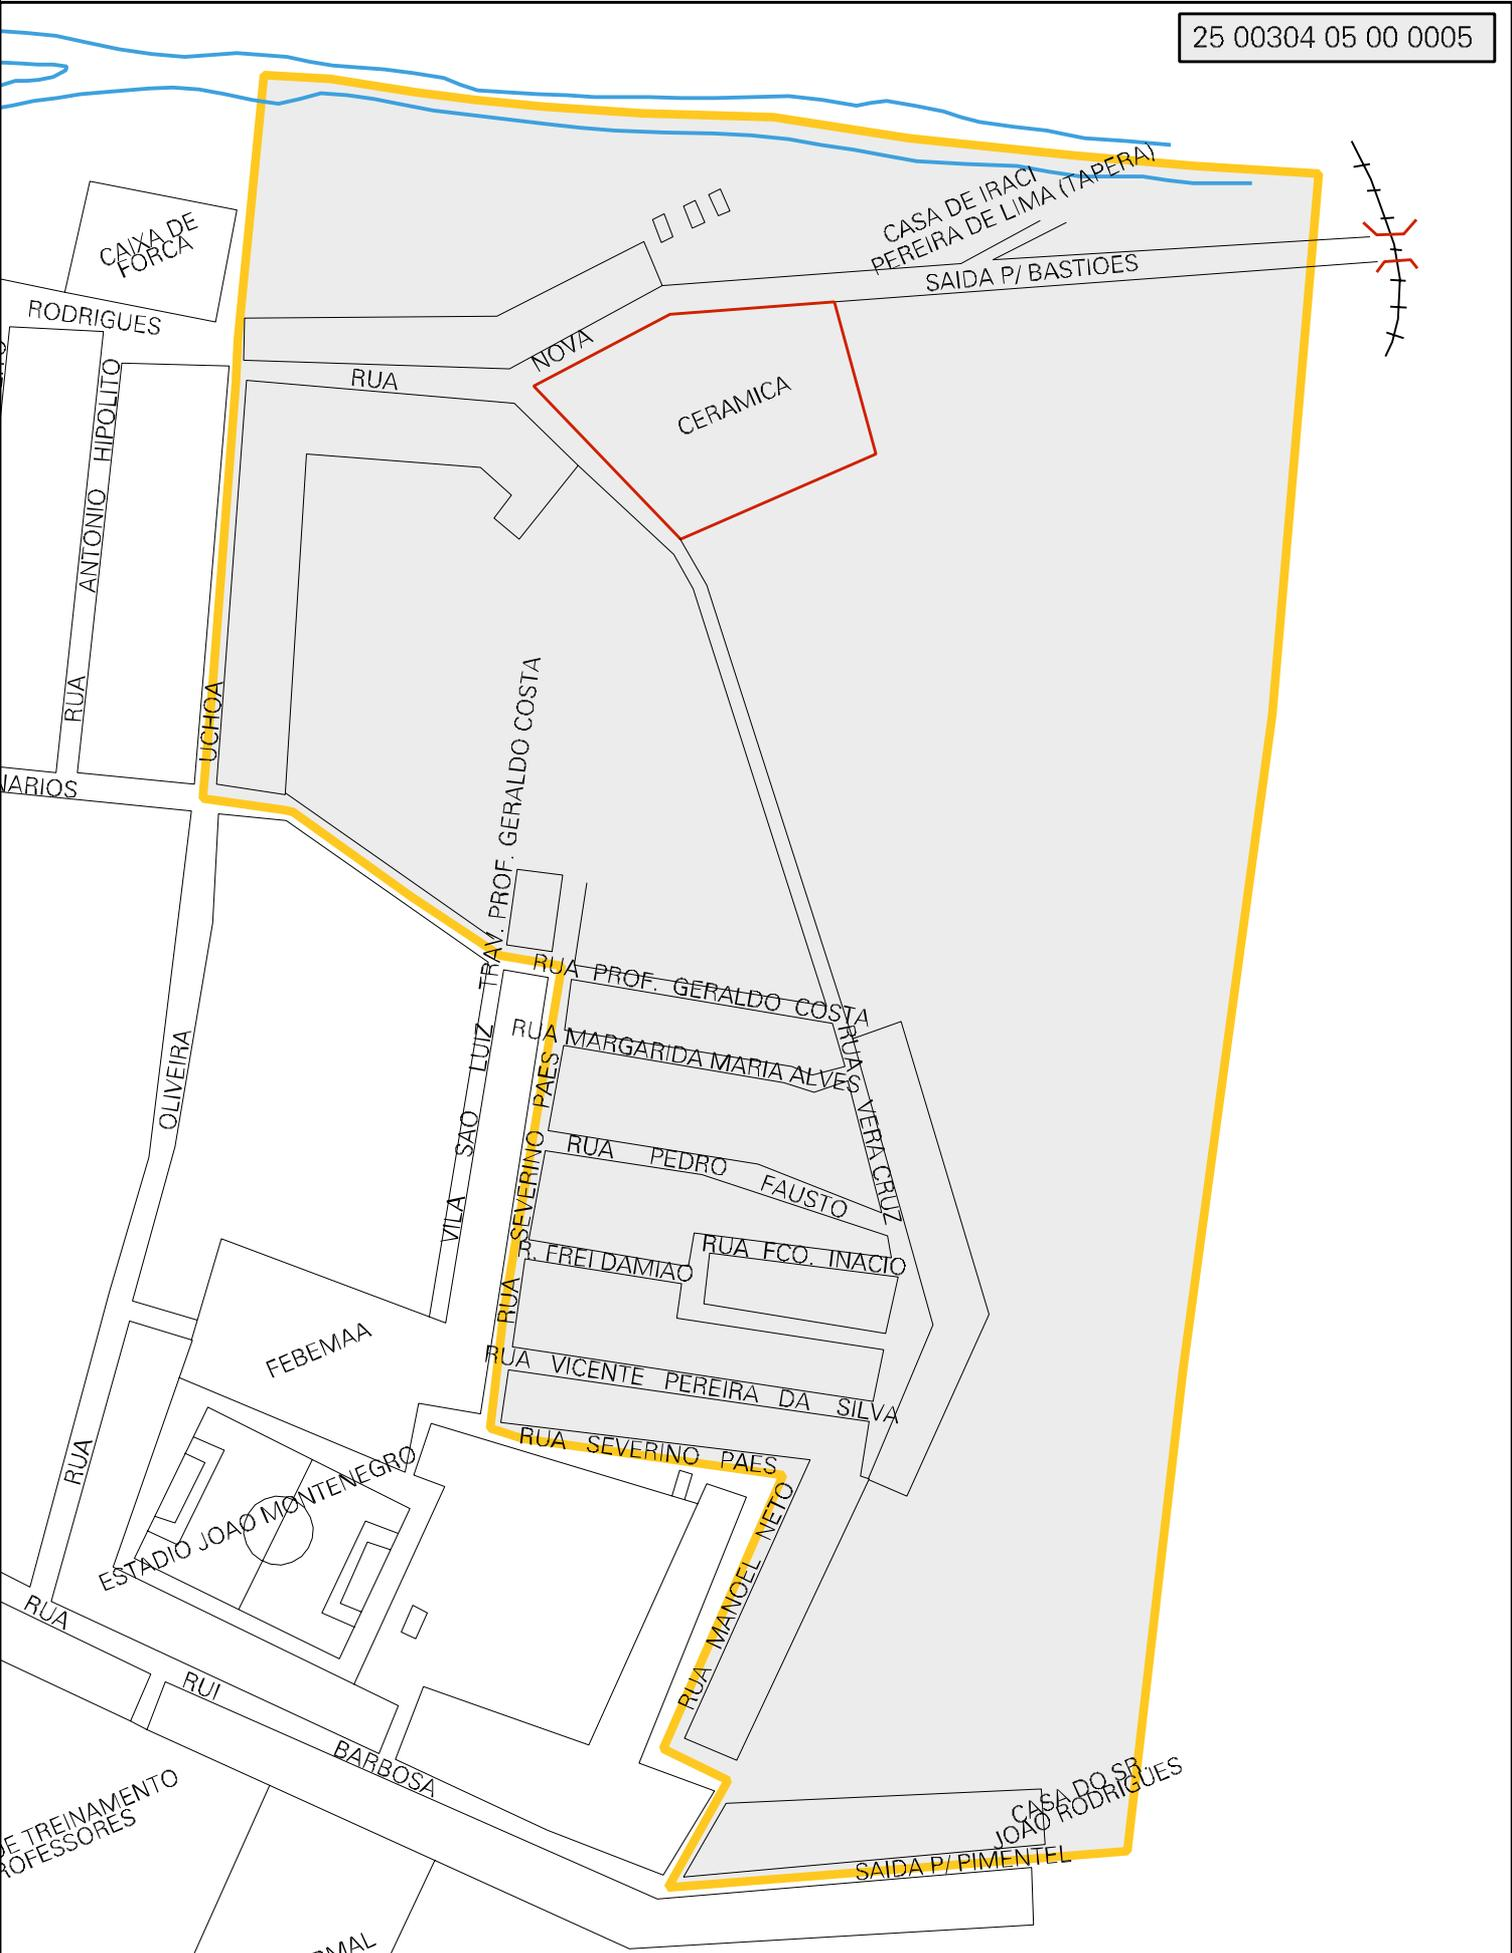 25 00304 05 00 0005
CASA DE IRACI
PEREIRA DE LIMA (TAPERA)
CAIXA DE
FORCA
SAIDA P/ BASTIOES
RODRIGUES
NOVA
RUA
CERAMICA
RUA ANTONIO HIPOLITO
UCHOA
NARIOS
TRAV. PROF. GERALDO COSTA
RUA PROF. GERALDO COSTA
RUA MARGARIDA MARIA ALVES
RUA VERA CRUZ
VILA SAO LUIZ
RUA SEVERINO PAES
RUA PEDRO FAUSTO
R. FREI DAMIAO
RUA FCO. INACIO
RUA VICENTE PEREIRA DA SILVA
RUA SEVERINO PAES
RUA MANOEL NETO
RUA OLIVEIRA
FEBEMAA
ESTADIO JOAO MONTENEGRO
RUA RUI BARBOSA
CASA DO SR.
JOAO RODRIGUES
SAIDA P/ PIMENTEL
DE TREINAMENTO
ROFESSORES
RMAL